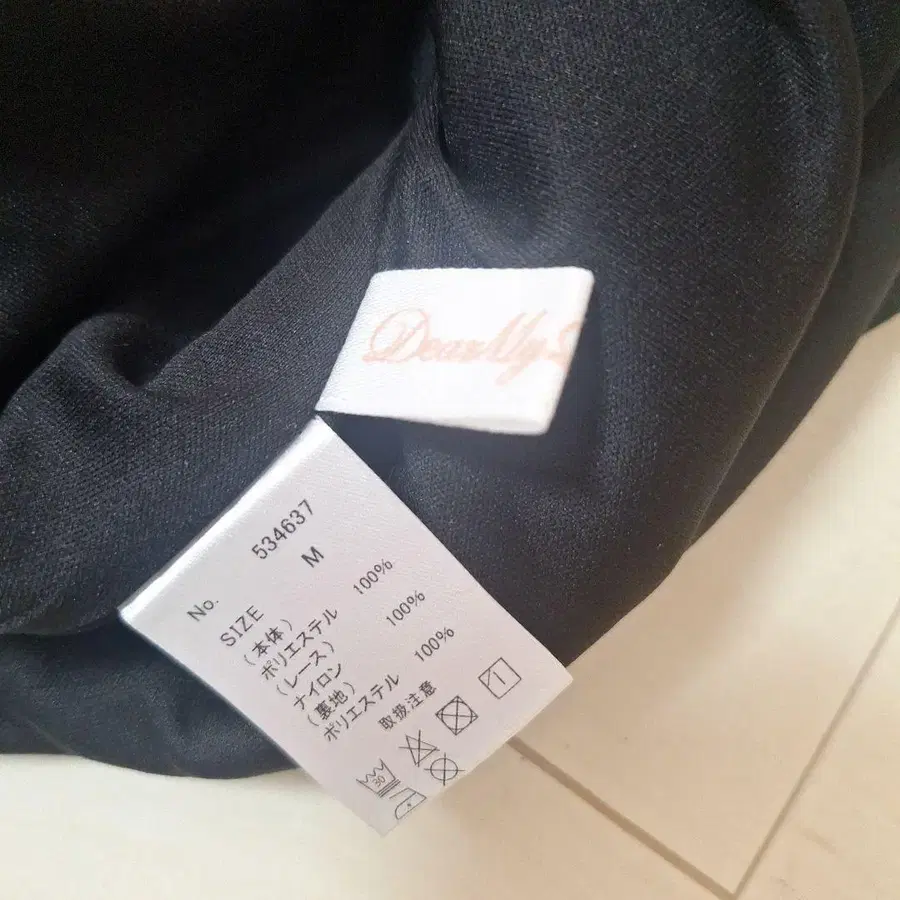 DearMy
No. 534637
SIZE M
(本体)
ポリエステル 100%
(レース)
ナイロン 100%
(裏地)
ポリエステル 100%
取扱注意
30